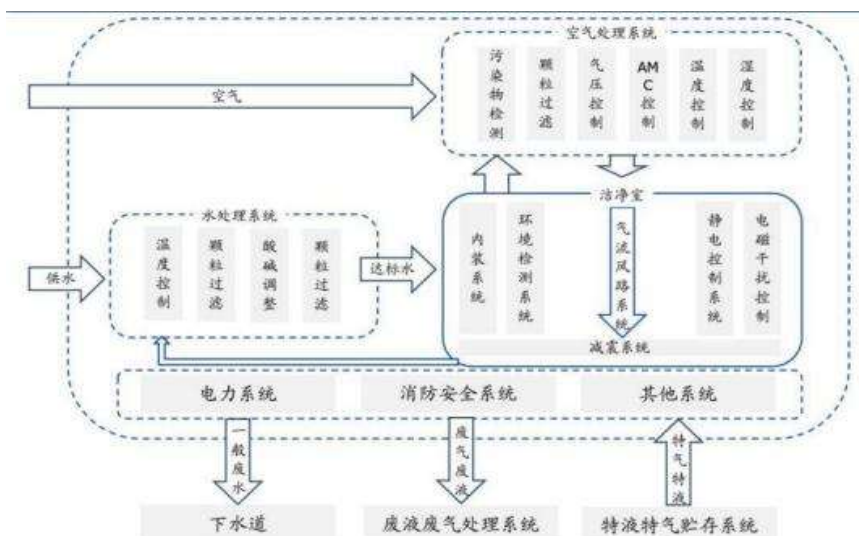 空气处理系统
污染物检测
颗粒过滤
气压控制
AMC控制
温度控制
湿度控制
空气
洁净室
水处理系统
温度控制
颗粒过滤
酸碱调整
颗粒过滤
供水
达标水
内装系统
环境检测系统
气流风路系统
静电控制系统
电磁干扰控制
减震系统
电力系统
消防安全系统
其他系统
一般废水
废气废液
特气特液
下水道
废液废气处理系统
特液特气贮存系统